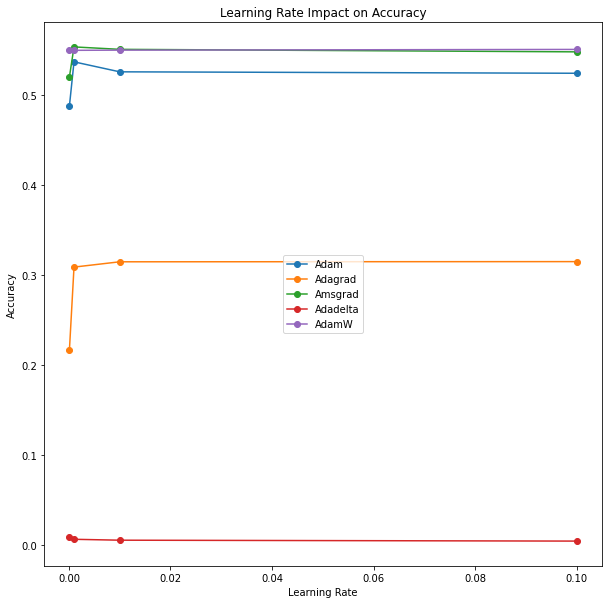 Learning Rate Impact on Accuracy
0.5
0.4
0.3
0.2
0.1
0.0
Accuracy
Adam
Adagrad
Amsgrad
Adadelta
AdamW
0.00 0.02 0.04 0.06 0.08 0.10
Learning Rate